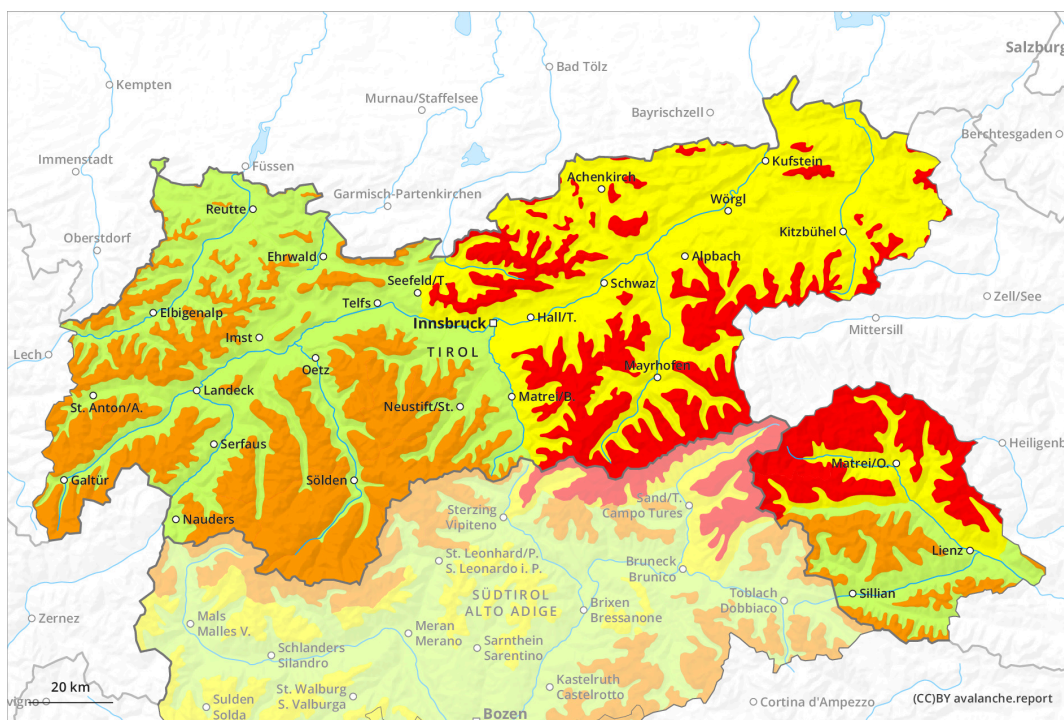 Salzburg
Kempten
Bad Tölz
Murnau/Staffelsee
Bayrischzell
Berchtesgaden
Immenstadt
Füssen
Kufstein
Achenkirch
Garmisch-Partenkirchen
Wörgl
Reutte
Oberstdorf
Kitzbühel
Ehrwald
Alpbach
Seefeld/T.
Schwaz
Zell/See
Telfs
Elbigenalp
Hall/T.
Innsbruck
Mittersill
Imst
Lech
TIROL
Oetz
Mayrhofen
Landeck
Matrei/B.
St. Anton/A.
Neustift/St.
Serfaus
Heiligenb
Matrei/O.
Galtür
Sölden
Sand/T.
Campo Tures
Sterzing
Vipiteno
Nauders
Lienz
St. Leonhard/P.
S. Leonardo i. P.
Bruneck
Brunico
SÜDTIROL
ALTO ADIGE
Sillian
Toblach
Dobbiaco
Brixen
Bressanone
Zernez
Mals
Malles V.
Meran
Merano
Sarnthein
Sarentino
Schlanders
Silandro
Kastelruth
Castelrotto
20 km
St. Walburg
S. Valburga
vigno
Sulden
Solda
Cortina d'Ampezzo
(CC)BY avalanche.report
Bozen